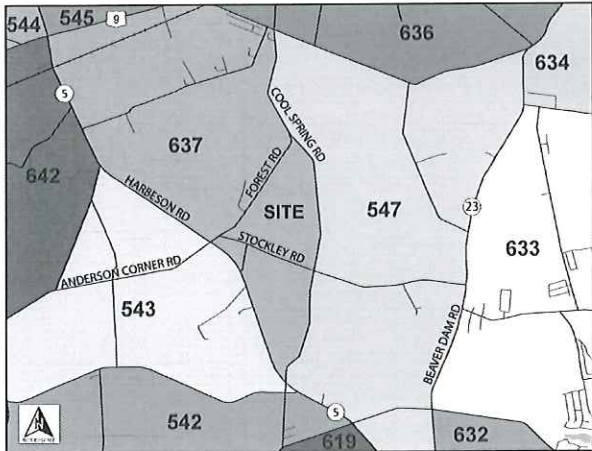 544
545
9
636
634
5
COOL SPRING RD
637
642
FOREST RD
HARBESON RD
SITE
547
23
STOCKLEY RD
633
ANDERSON CORNER RD
543
BEAVER DAM RD
5
542
619
632
N